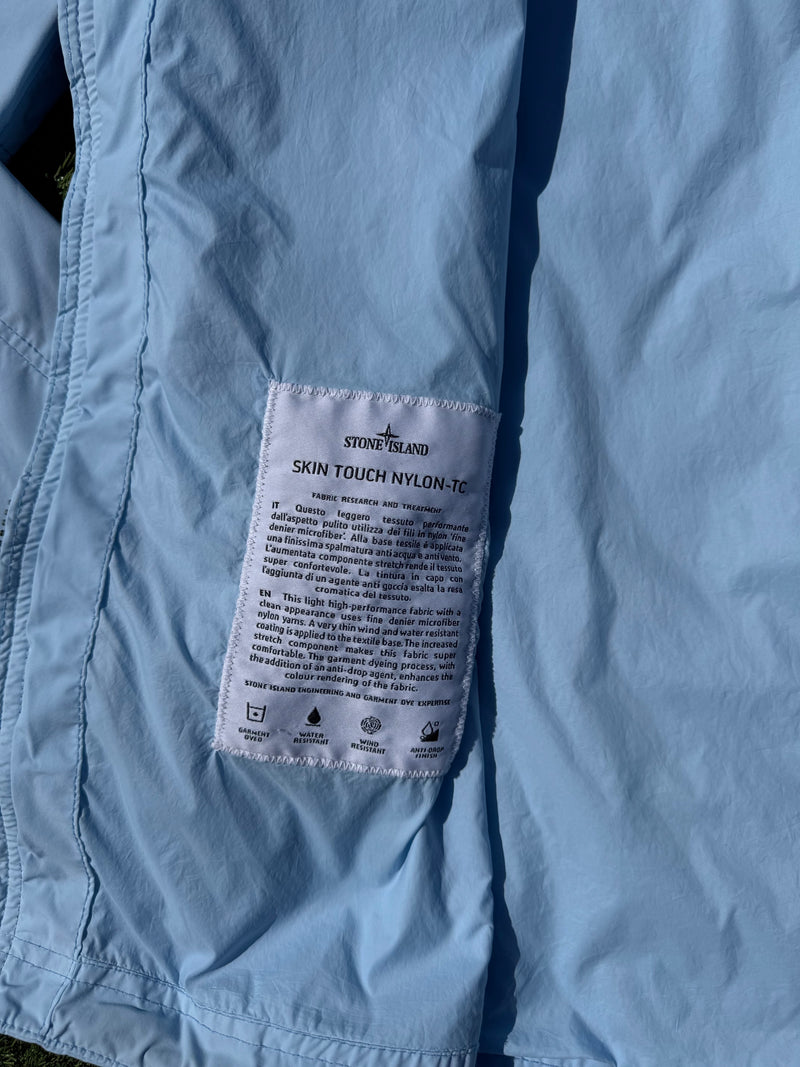 STONE ISLAND
SKIN TOUCH NYLON-TC
FABRIC RESEARCH AND TREATMENT
IT Questo leggero tessuto performante
dall'aspetto pulito utilizza dei fili in nylon 'fine
denier microfiber'. Alla base tessile è applicata
una finissima spalmatura anti acqua e anti vento.
L'aumentata componente stretch rende il tessuto
super confortevole. La tintura in capo con
l'aggiunta di un agente anti goccia esalta la resa
cromatica del tessuto.
EN This light high-performance fabric with a
clean appearance uses fine denier microfiber
nylon yarns. A very thin wind and water resistant
coating is applied to the textile base. The increased
stretch component makes this fabric super
comfortable. The garment dyeing process, with
the addition of an anti-drop agent, enhances the
colour rendering of the fabric.
STONE ISLAND ENGINEERING AND GARMENT DYE EXPERTISE
GARMENT DYED
WATER RESISTANT
WIND RESISTANT
ANTI-DROP FINISH